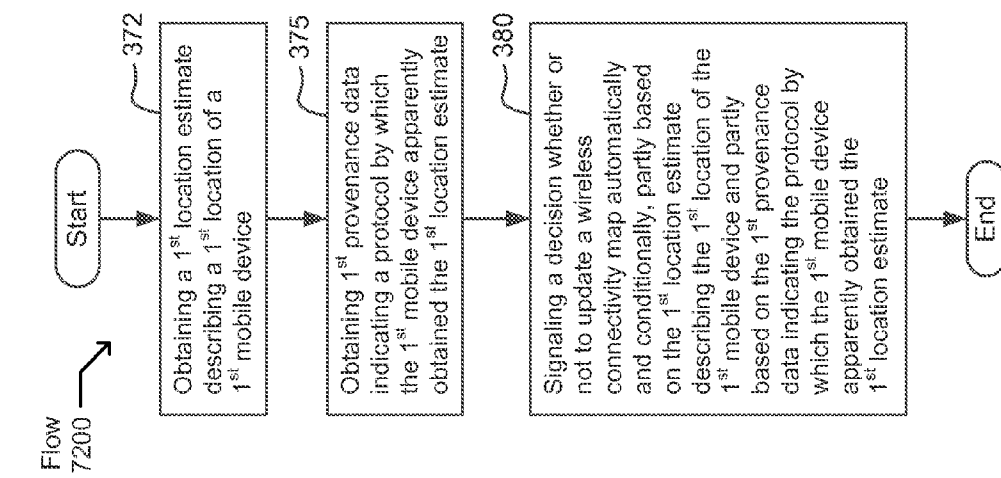 Flow
7200
Start
372
Obtaining a 1st location estimate
describing a 1st location of a
1st mobile device
375
Obtaining 1st provenance data
indicating a protocol by which
the 1st mobile device apparently
obtained the 1st location estimate
380
Signaling a decision whether or
not to update a wireless
connectivity map automatically
and conditionally, partly based
on the 1st location estimate
describing the 1st location of the
1st mobile device and partly
based on the 1st provenance
data indicating the protocol by
which the 1st mobile device
apparently obtained the
1st location estimate
End